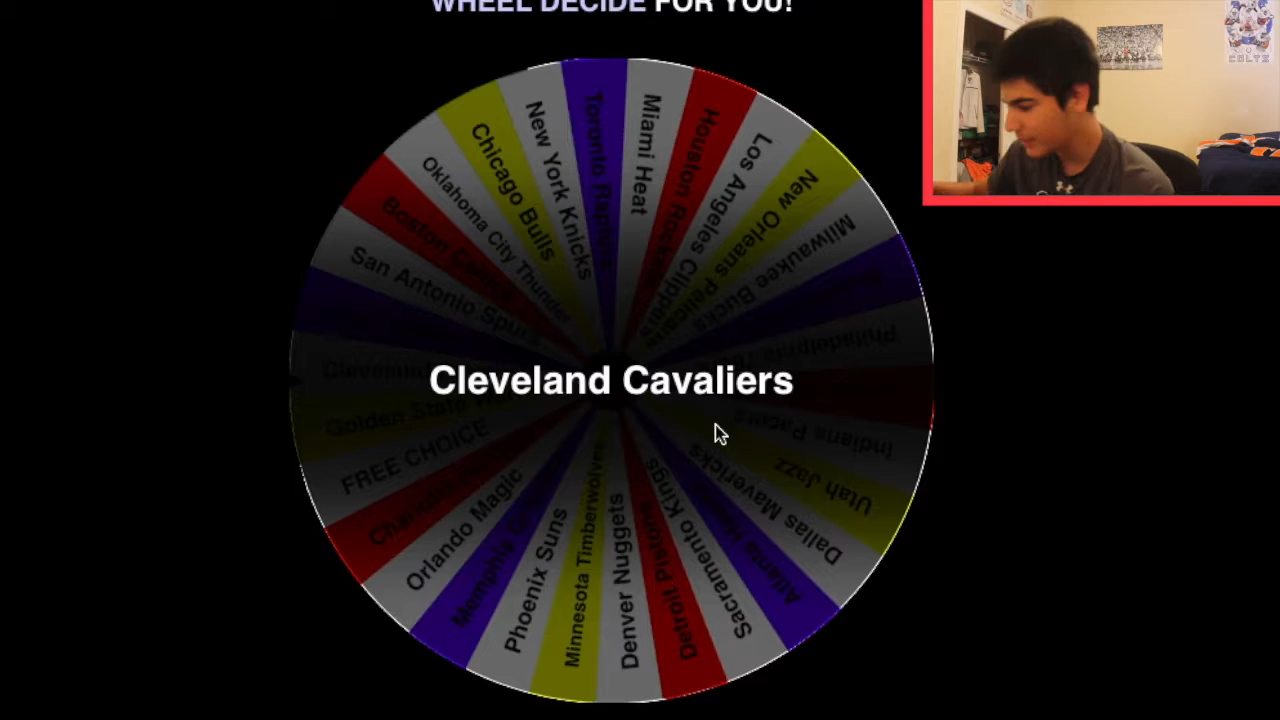 WHEEL DECIDE FOR YOU!
Toronto Raptors
Miami Heat
Houston Rockets
Los Angeles Clippers
New Orleans Pelicans
Milwaukee Bucks
Philadelphia 76ers
Indiana Pacers
Utah Jazz
Dallas Mavericks
Atlanta Hawks
Sacramento Kings
Detroit Pistons
Denver Nuggets
Minnesota Timberwolves
Phoenix Suns
Memphis
Orlando Magic
Charlotte
FREE CHOICE
Golden State
Cleveland
San Antonio Spurs
Boston Celtics
Oklahoma City Thunder
Chicago Bulls
New York Knicks
Cleveland Cavaliers
COLTS